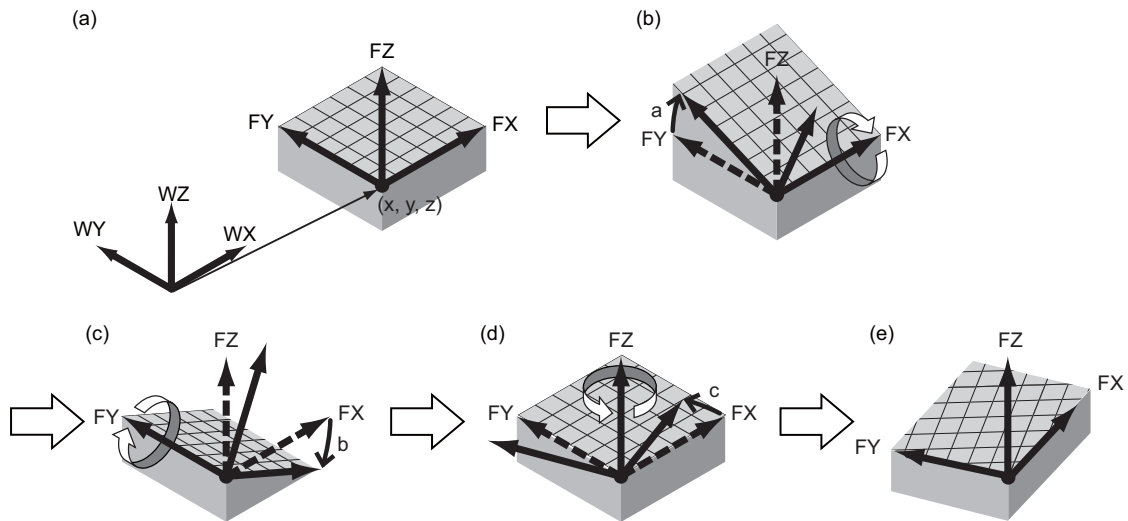 (a)
FZ
FY
FX
WZ
(x, y, z)
WY
WX
(b)
FZ
a
FY
FX
(c)
FZ
FY
FX
b
(d)
FZ
c
FY
FX
(e)
FZ
FX
FY